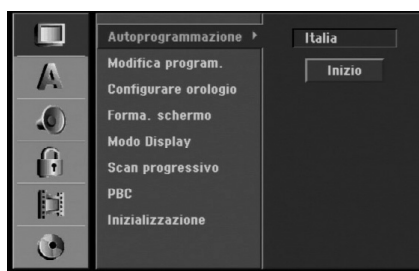 Autoprogrammazione
Modifica program.
Configurare orologio
Forma. schermo
Modo Display
Scan progressivo
PBC
Inizializzazione
Italia
Inizio
A